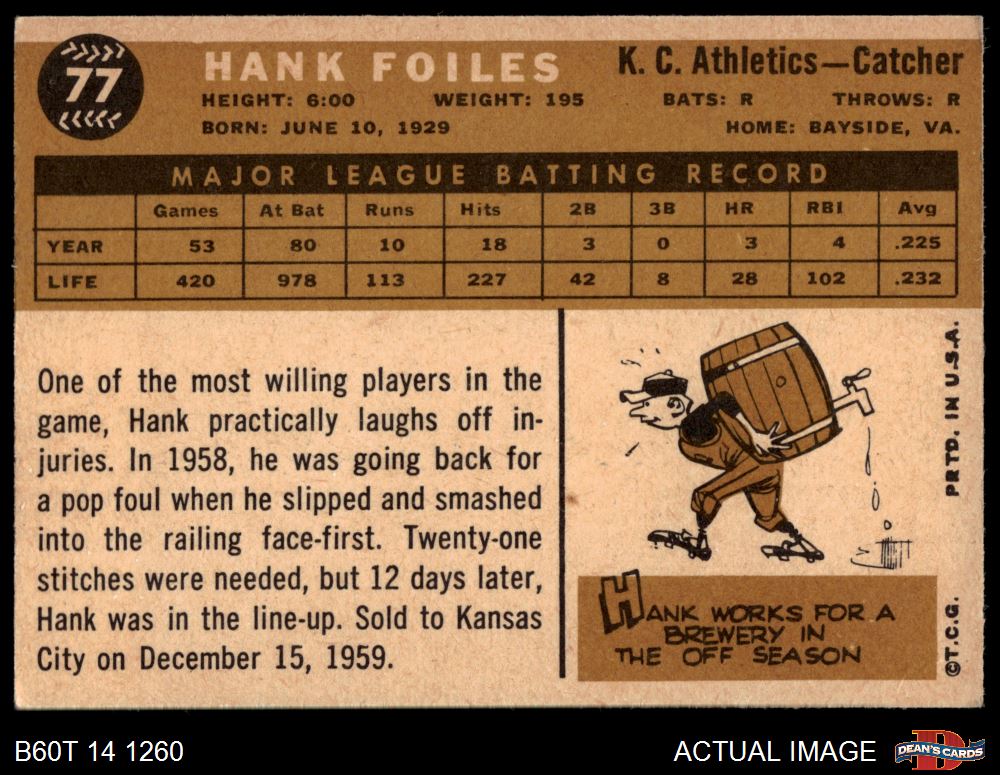 77
HANK FOILES
K. C. Athletics—Catcher
HEIGHT: 6:00 WEIGHT: 195 BATS: R THROWS: R
BORN: JUNE 10, 1929 HOME: BAYSIDE, VA.
MAJOR LEAGUE BATTING RECORD
Games At Bat Runs Hits 2B 3B HR RBI Avg
YEAR 53 80 10 18 3 0 3 4 .225
LIFE 420 978 113 227 42 8 28 102 .232
One of the most willing players in the
game, Hank practically laughs off in-
juries. In 1958, he was going back for
a pop foul when he slipped and smashed
into the railing face-first. Twenty-one
stitches were needed, but 12 days later,
Hank was in the line-up. Sold to Kansas
City on December 15, 1959.
HANK WORKS FOR A
BREWERY IN
THE OFF SEASON
©T.C.G.
PRTD. IN U.S.A.
B60T 14 1260
ACTUAL IMAGE
DEAN'S CARDS